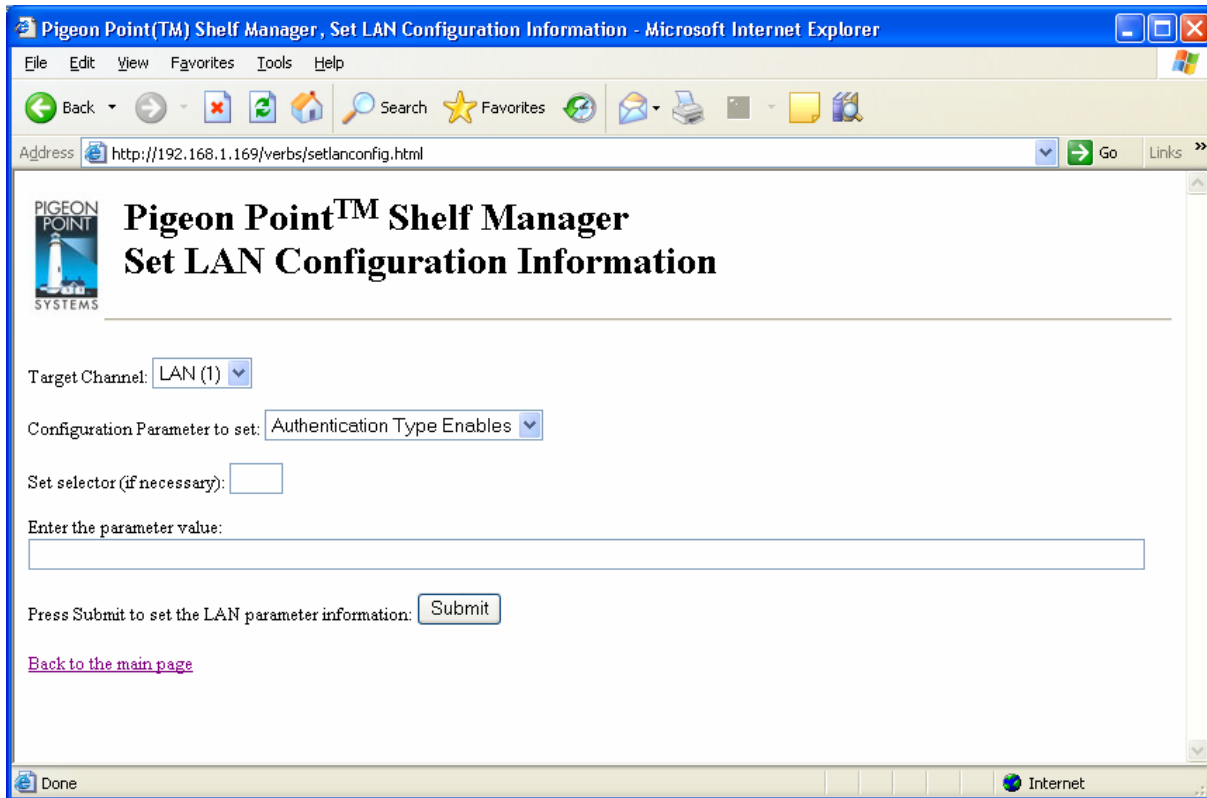 Pigeon Point(TM) Shelf Manager, Set LAN Configuration Information - Microsoft Internet Explorer
File Edit View Favorites Tools Help
Back Search Favorites
Address http://192.168.1.169/verbs/setlanconfig.html Go Links »
PIGEON
POINT
SYSTEMS
Pigeon Point™ Shelf Manager
Set LAN Configuration Information
Target Channel: LAN (1)
Configuration Parameter to set: Authentication Type Enables
Set selector (if necessary):
Enter the parameter value:
Press Submit to set the LAN parameter information: Submit
Back to the main page
Done Internet